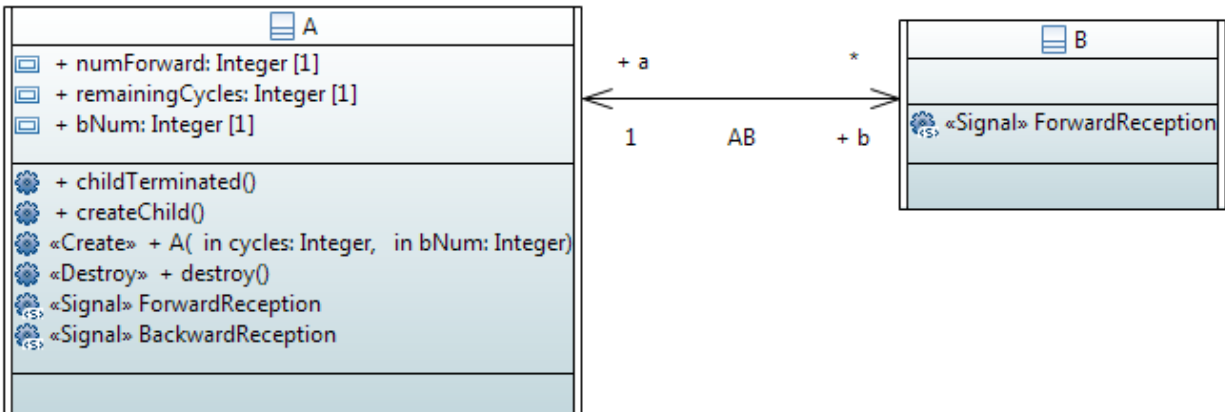 A
+ numForward: Integer [1]
+ remainingCycles: Integer [1]
+ bNum: Integer [1]
+ childTerminated()
+ createChild()
«Create» + A( in cycles: Integer, in bNum: Integer)
«Destroy» + destroy()
«Signal» ForwardReception
«Signal» BackwardReception
+ a
*
1
AB
+ b
B
«Signal» ForwardReception